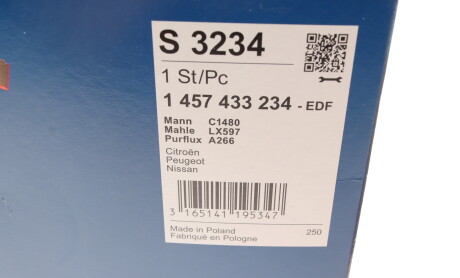 S 3234
1 St/Pc
1 457 433 234 - EDF
Mann C1480
Mahle LX597
Purflux A266
Citroën
Peugeot
Nissan
3 165141 195347
Made in Poland 250
Fabriqué en Pologne